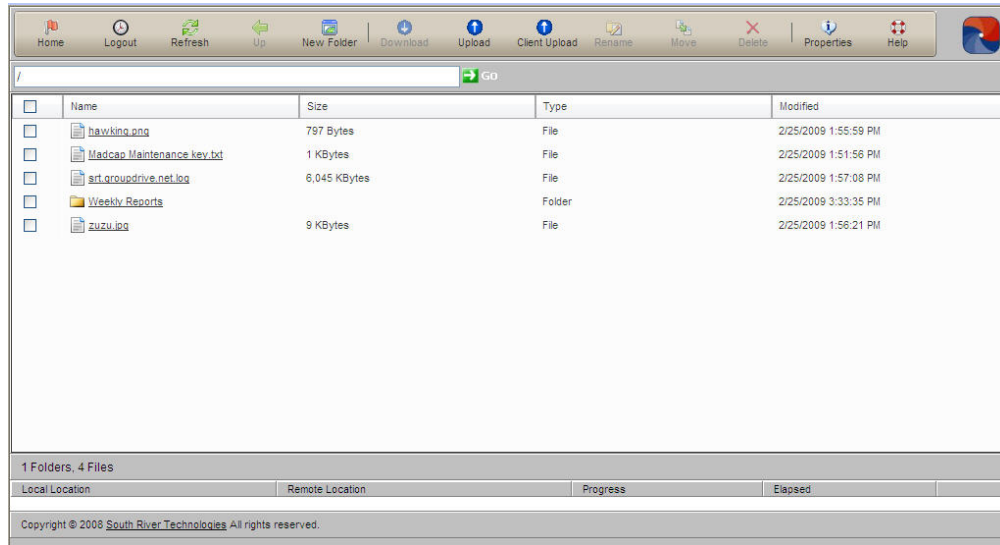 Home Logout Refresh Up New Folder Download Upload Client Upload Rename Move Delete Properties Help
/ GO
Name Size Type Modified
hawking.png 797 Bytes File 2/25/2009 1:55:59 PM
Madcap Maintenance key.txt 1 KBytes File 2/25/2009 1:51:56 PM
srt.groupdrive.net.log 6,045 KBytes File 2/25/2009 1:57:08 PM
Weekly Reports Folder 2/25/2009 3:33:35 PM
zuzu.jpg 9 KBytes File 2/25/2009 1:56:21 PM
1 Folders, 4 Files
Local Location Remote Location Progress Elapsed
Copyright © 2008 South River Technologies All rights reserved.